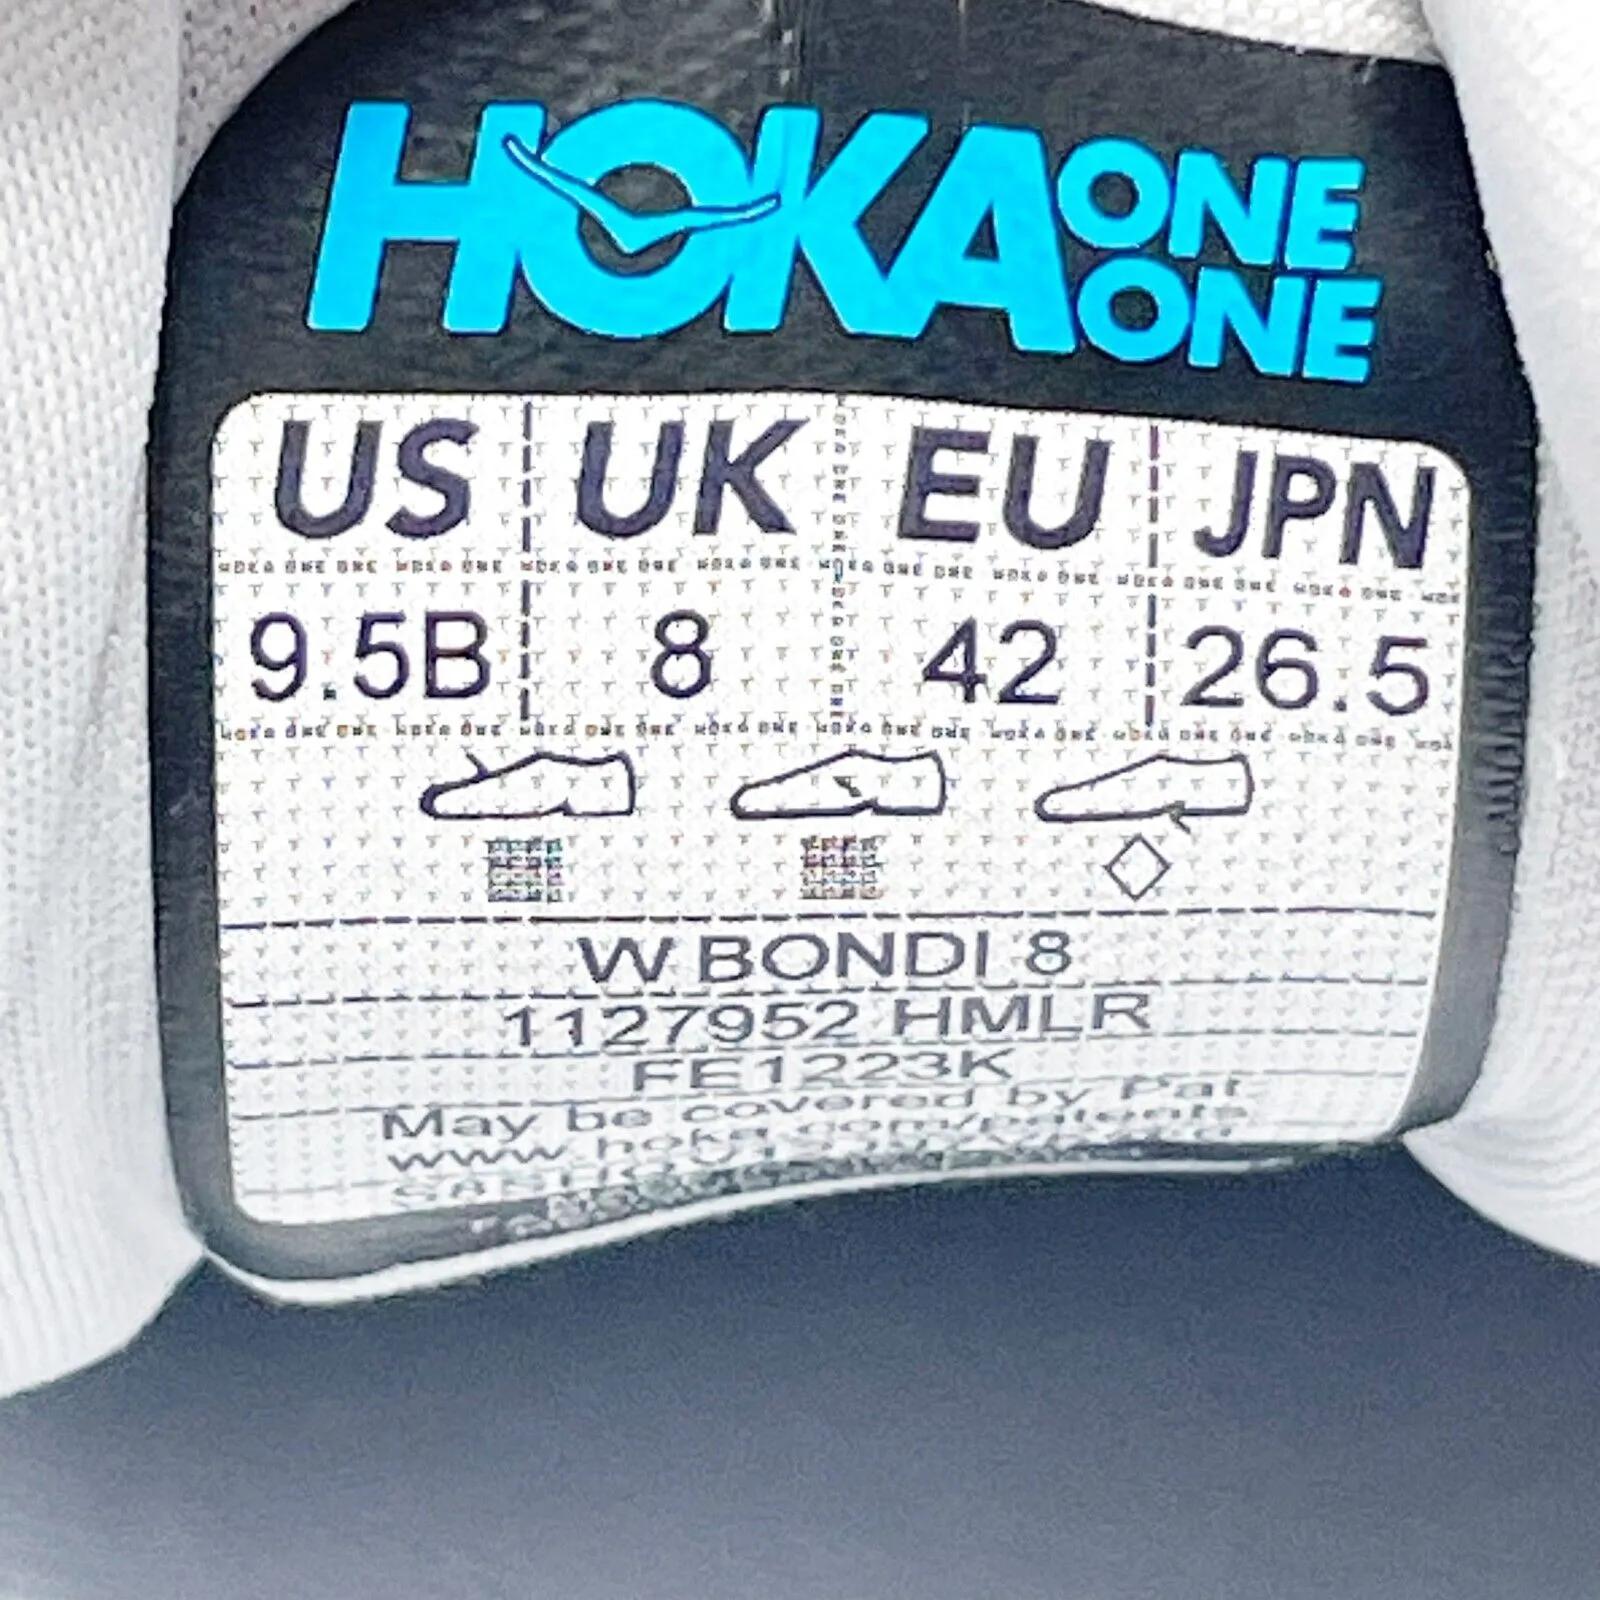 HOKA ONE ONE
US UK EU JPN
9.5B 8 42 26.5
W BONDI 8
1127952 HMLR
FE1223K
May be covered by Pat.
www.hoka.com/patents